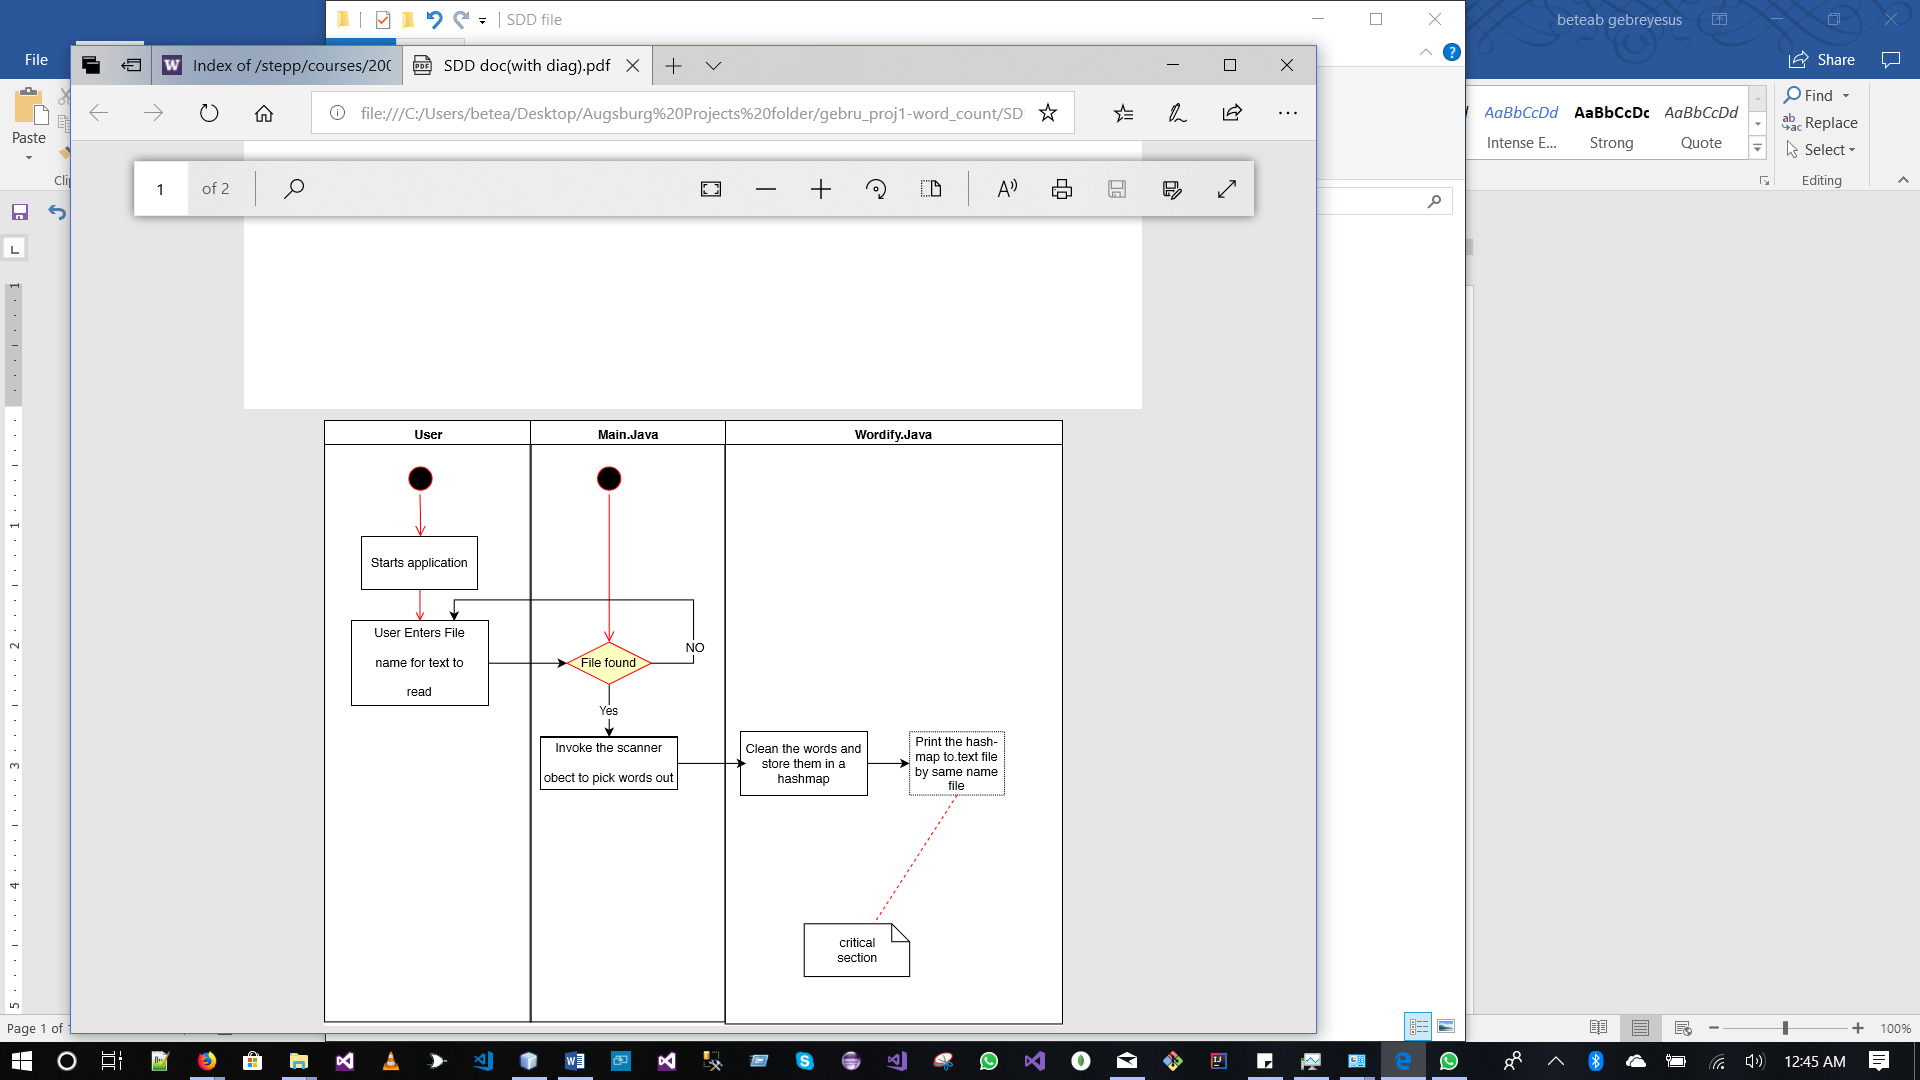 SDD file
beteab gebreyesus
File
Share
Index of /stepp/courses/200
SDD doc(with diag).pdf
file:///C:/Users/betea/Desktop/Augsburg%20Projects%20folder/gebru_proj1-word_count/SD
Paste
AaBbCcDd
AaBbCcDc
AaBbCcDd
Intense E...
Strong
Quote
Find
Replace
Select
Editing
1
of 2
User
Main.Java
Wordify.Java
Starts application
User Enters File
name for text to
read
File found
NO
Yes
Invoke the scanner
obect to pick words out
Clean the words and
store them in a
hashmap
Print the hash-
map to.text file
by same name
file
critical
section
Page 1 of
100%
12:45 AM